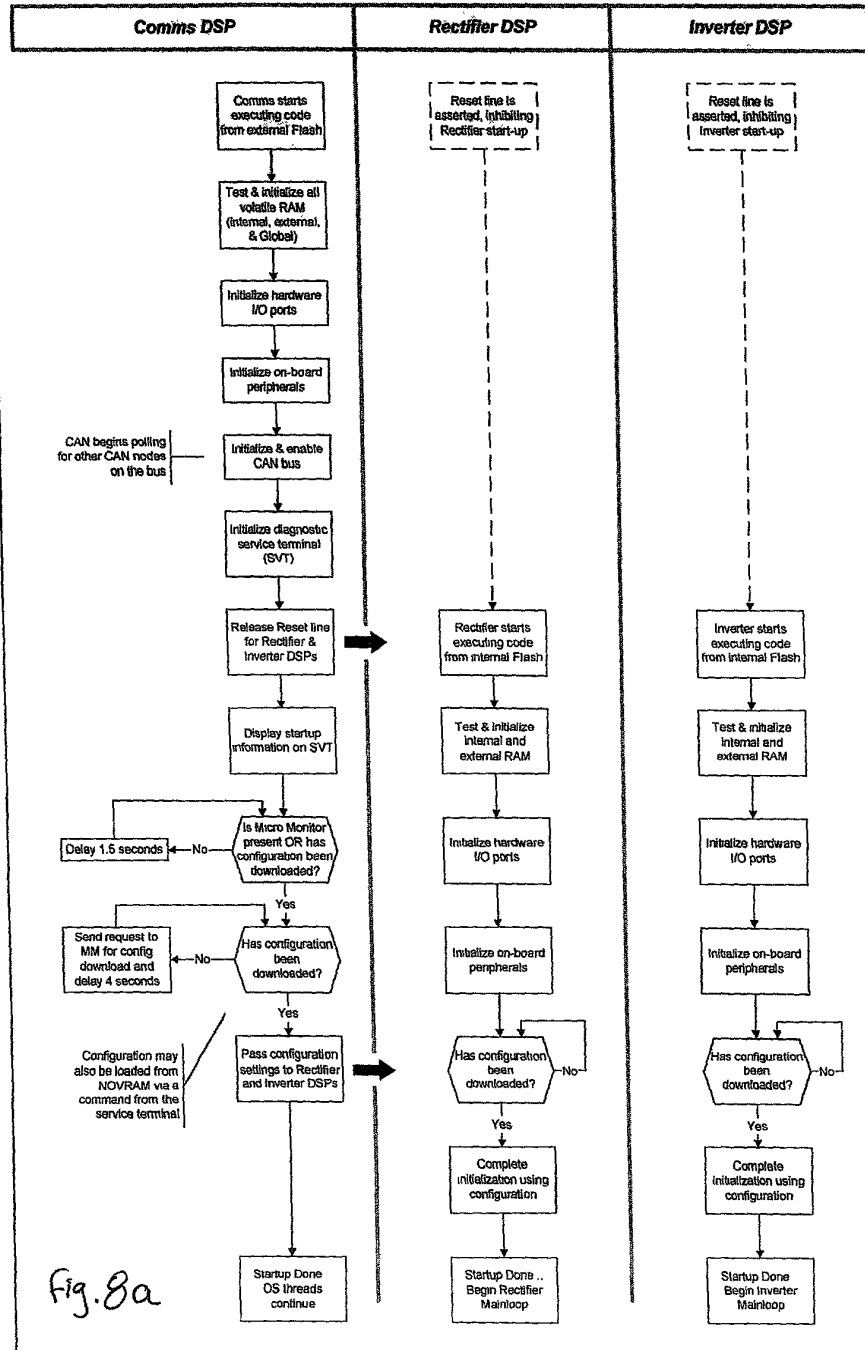 Comms DSP
Rectifier DSP
Inverter DSP
Comms starts
executing code
from external Flash
Test & initialize all
volatile RAM
(internal, external,
& Global)
Initialize hardware
I/O ports
Initialize on-board
peripherals
CAN begins polling
for other CAN nodes
on the bus
Initialize & enable
CAN bus
Initialize diagnostic
service terminal
(SVT)
Release Reset line
for Rectifier &
Inverter DSPs
Display startup
information on SVT
Is Micro Monitor
present OR has
configuration been
downloaded?
No
Delay 1.5 seconds
Yes
Has configuration
been
downloaded?
No
Send request to
MM for config
download and
delay 4 seconds
Yes
Configuration may
also be loaded from
NOVRAM via a
command from the
service terminal
Pass configuration
settings to Rectifier
and Inverter DSPs
Startup Done
OS threads
continue
Reset line is
asserted, inhibiting
Rectifier start-up
Rectifier starts
executing code
from internal Flash
Test & initialize
internal and
external RAM
Initialize hardware
I/O ports
Initialize on-board
peripherals
Has configuration
been
downloaded?
No
Yes
Complete
initialization using
configuration
Startup Done ..
Begin Rectifier
Mainloop
Reset line is
asserted, inhibiting
Inverter start-up
Inverter starts
executing code
from internal Flash
Test & initialize
internal and
external RAM
Initialize hardware
I/O ports
Initialize on-board
peripherals
Has configuration
been
downloaded?
No
Yes
Complete
initialization using
configuration
Startup Done
Begin Inverter
Mainloop
Fig. 8a